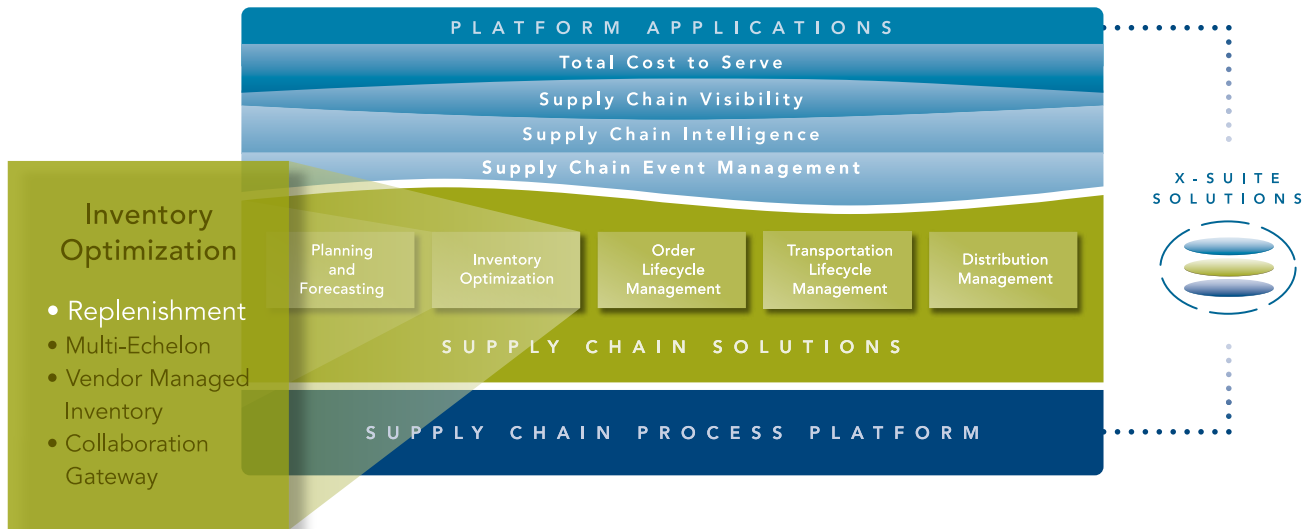 PLATFORM APPLICATIONS
Total Cost to Serve
Supply Chain Visibility
Supply Chain Intelligence
Supply Chain Event Management
X-SUITE
SOLUTIONS
Inventory
Optimization
• Replenishment
• Multi-Echelon
• Vendor Managed
Inventory
• Collaboration
Gateway
Planning
and
Forecasting
Inventory
Optimization
Order
Lifecycle
Management
Transportation
Lifecycle
Management
Distribution
Management
SUPPLY CHAIN SOLUTIONS
SUPPLY CHAIN PROCESS PLATFORM